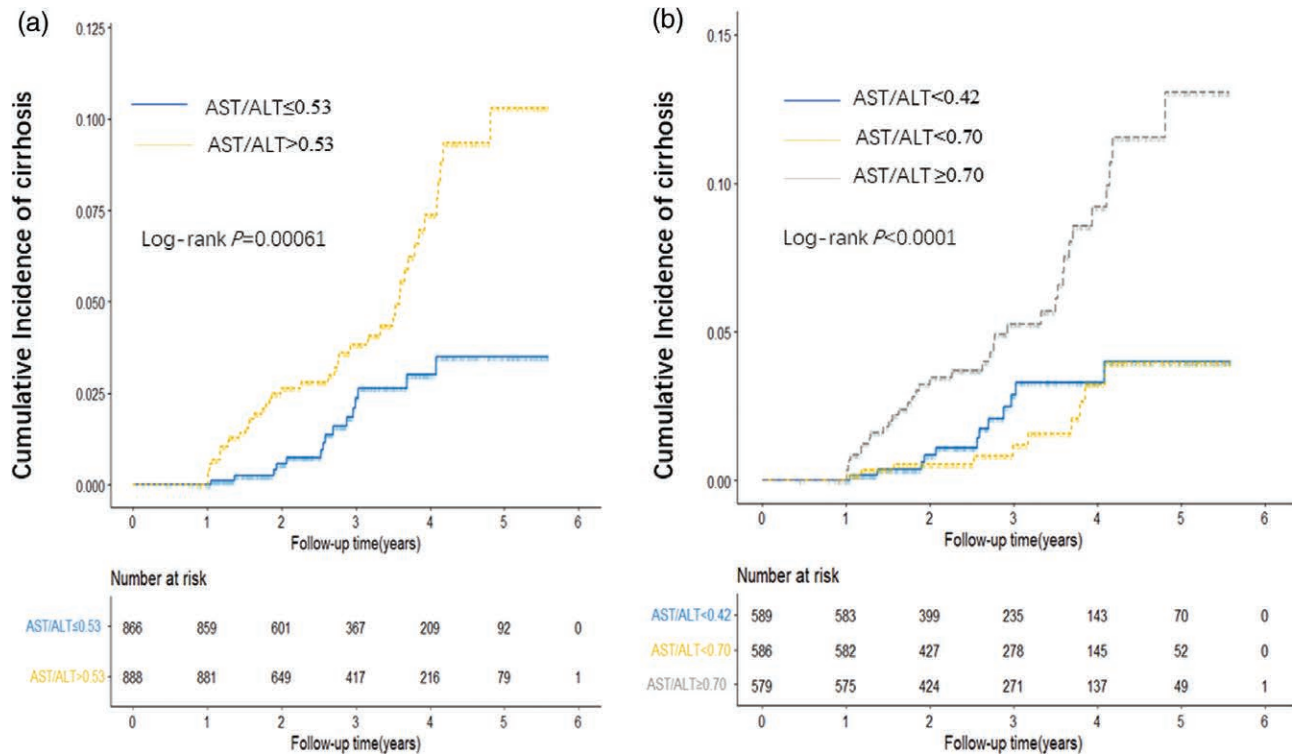 (a)
0.125
0.100
0.075
0.050
0.025
0.000
Cumulative Incidence of cirrhosis
AST/ALT≤0.53
AST/ALT>0.53
Log-rank P=0.00061
0 1 2 3 4 5 6
Follow-up time(years)
Number at risk
AST/ALT≤0.53 866 859 601 367 209 92 0
AST/ALT>0.53 888 881 649 417 216 79 1
0 1 2 3 4 5 6
Follow-up time(years)
(b)
0.15
0.10
0.05
0.00
Cumulative Incidence of cirrhosis
AST/ALT<0.42
AST/ALT<0.70
AST/ALT≥0.70
Log-rank P<0.0001
0 1 2 3 4 5 6
Follow-up time(years)
Number at risk
AST/ALT<0.42 589 583 399 235 143 70 0
AST/ALT<0.70 586 582 427 278 145 52 0
AST/ALT≥0.70 579 575 424 271 137 49 1
0 1 2 3 4 5 6
Follow-up time(years)